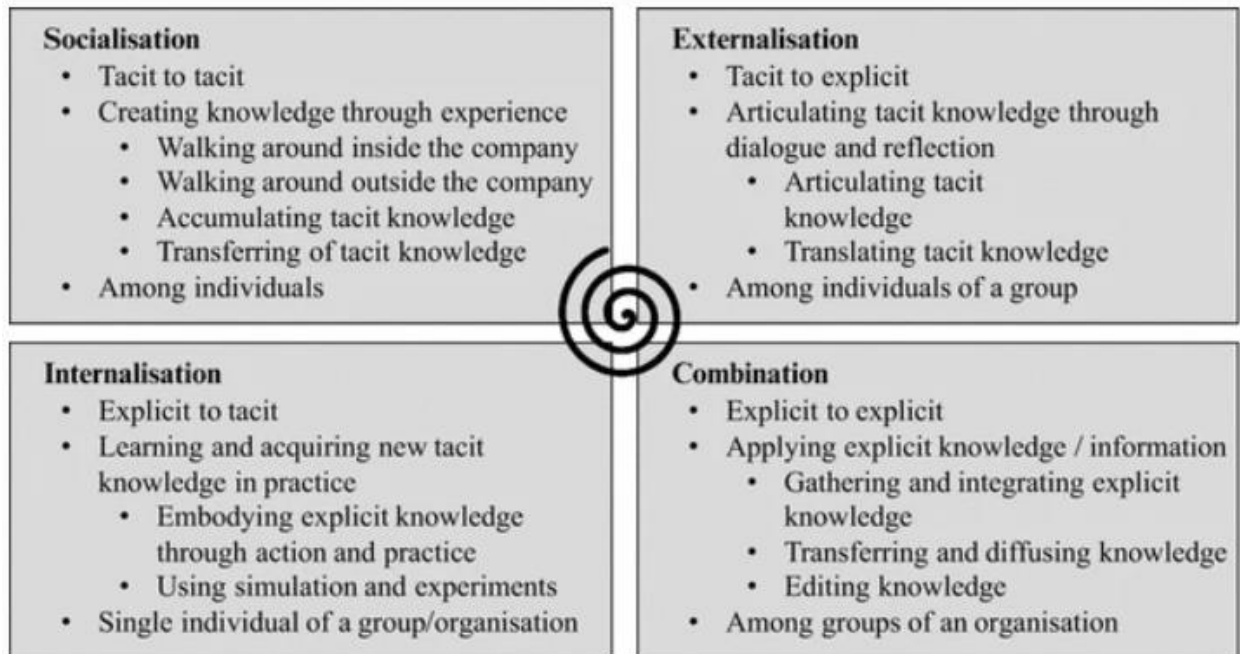 Socialisation
• Tacit to tacit
• Creating knowledge through experience
• Walking around inside the company
• Walking around outside the company
• Accumulating tacit knowledge
• Transferring of tacit knowledge
• Among individuals
Externalisation
• Tacit to explicit
• Articulating tacit knowledge through
dialogue and reflection
• Articulating tacit
knowledge
• Translating tacit knowledge
• Among individuals of a group
Internalisation
• Explicit to tacit
• Learning and acquiring new tacit
knowledge in practice
• Embodying explicit knowledge
through action and practice
• Using simulation and experiments
• Single individual of a group/organisation
Combination
• Explicit to explicit
• Applying explicit knowledge / information
• Gathering and integrating explicit
knowledge
• Transferring and diffusing knowledge
• Editing knowledge
• Among groups of an organisation